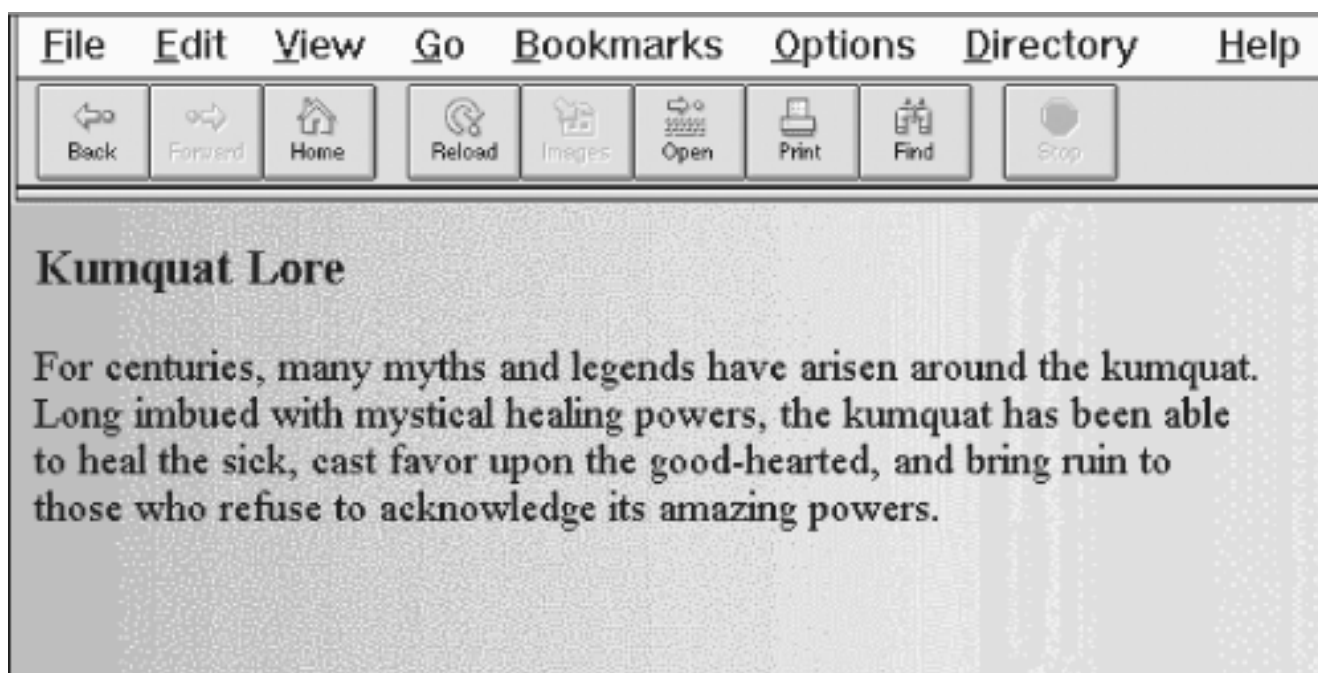 File Edit View Go Bookmarks Options Directory Help
Back Forward Home Reload Images Open Print Find Stop
Kumquat Lore
For centuries, many myths and legends have arisen around the kumquat.
Long imbued with mystical healing powers, the kumquat has been able
to heal the sick, cast favor upon the good-hearted, and bring ruin to
those who refuse to acknowledge its amazing powers.